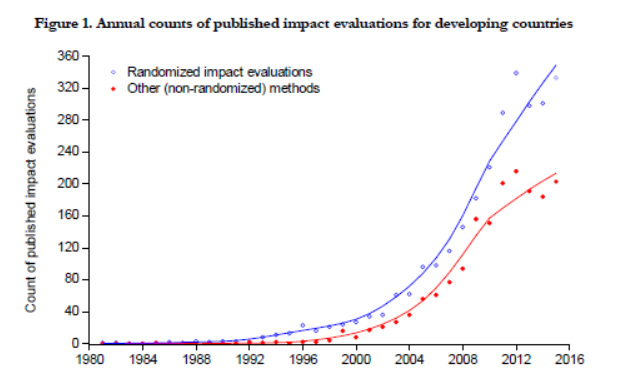 Figure 1. Annual counts of published impact evaluations for developing countries
360
Randomized impact evaluations
320
Other (non-randomized) methods
280
240
200
160
120
80
40
0
Count of published impact evaluations
1980 1984 1988 1992 1996 2000 2004 2008 2012 2016